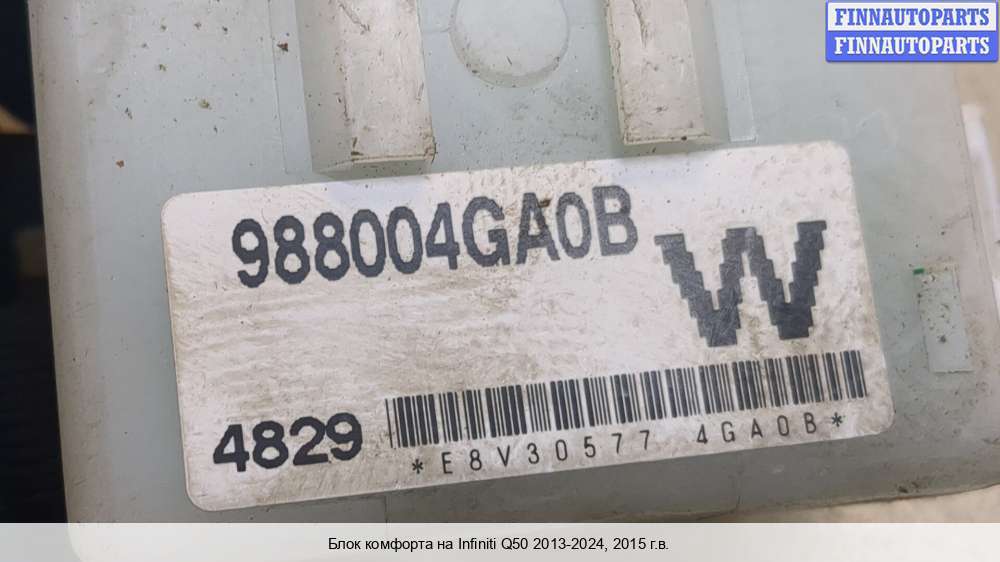 FINNAUTOPARTS
FINNAUTOPARTS
988004GA0B
W
4829
*E8V30577 4GA0B*
Блок комфорта на Infiniti Q50 2013-2024, 2015 г.в.